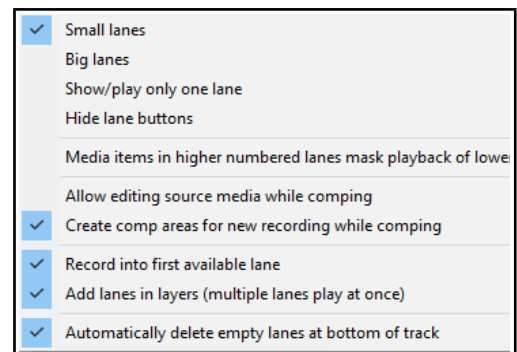 Small lanes
Big lanes
Show/play only one lane
Hide lane buttons
Media items in higher numbered lanes mask playback of lowe
Allow editing source media while comping
Create comp areas for new recording while comping
Record into first available lane
Add lanes in layers (multiple lanes play at once)
Automatically delete empty lanes at bottom of track